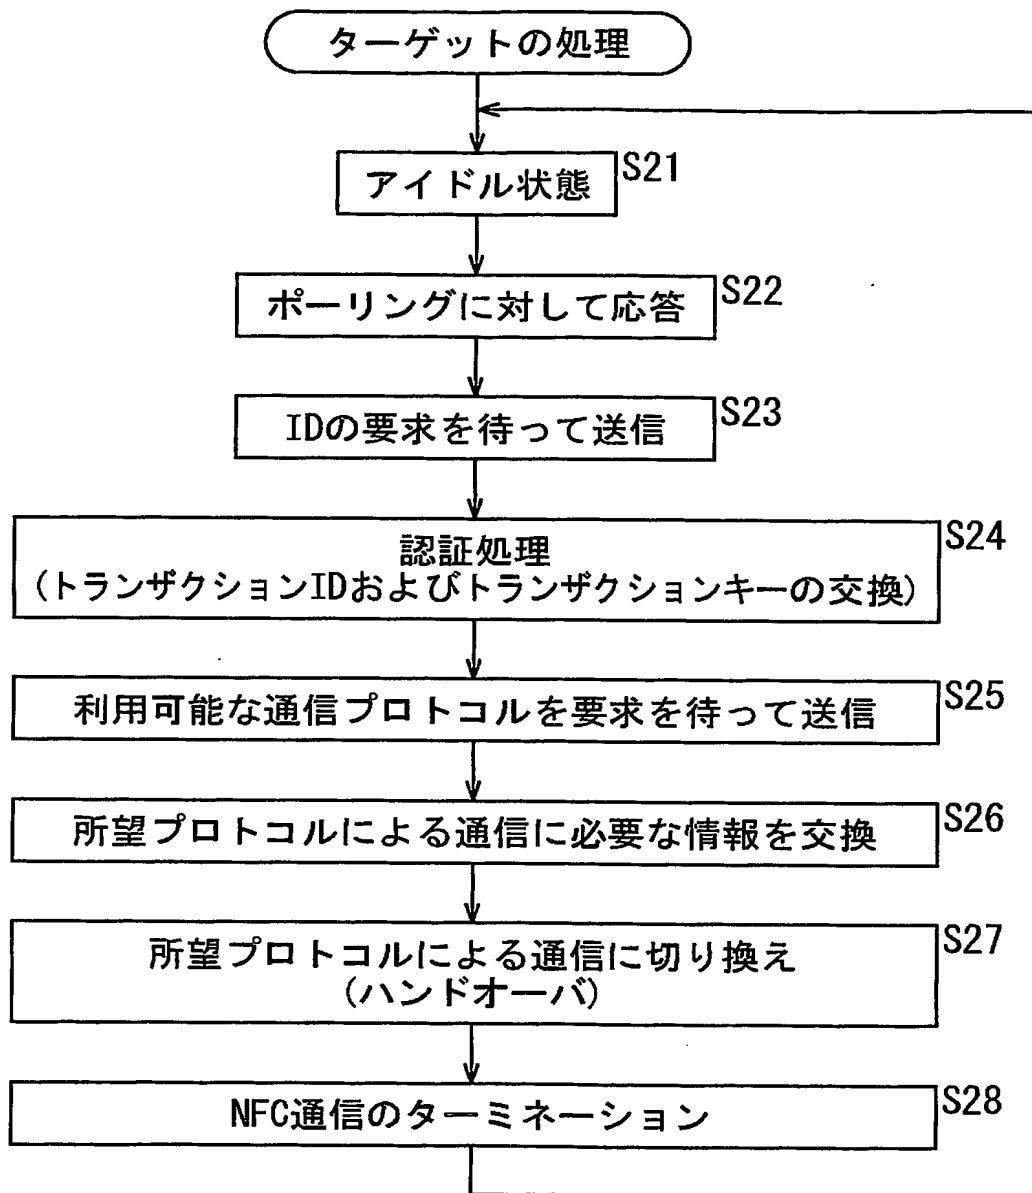 ターゲットの処理
アイドル状態
S21
ポーリングに対して応答
S22
IDの要求を待って送信
S23
認証処理
(トランザクションIDおよびトランザクションキーの交換)
S24
利用可能な通信プロトコルを要求を待って送信
S25
所望プロトコルによる通信に必要な情報を交換
S26
所望プロトコルによる通信に切り換え
(ハンドオーバ)
S27
NFC通信のターミネーション
S28